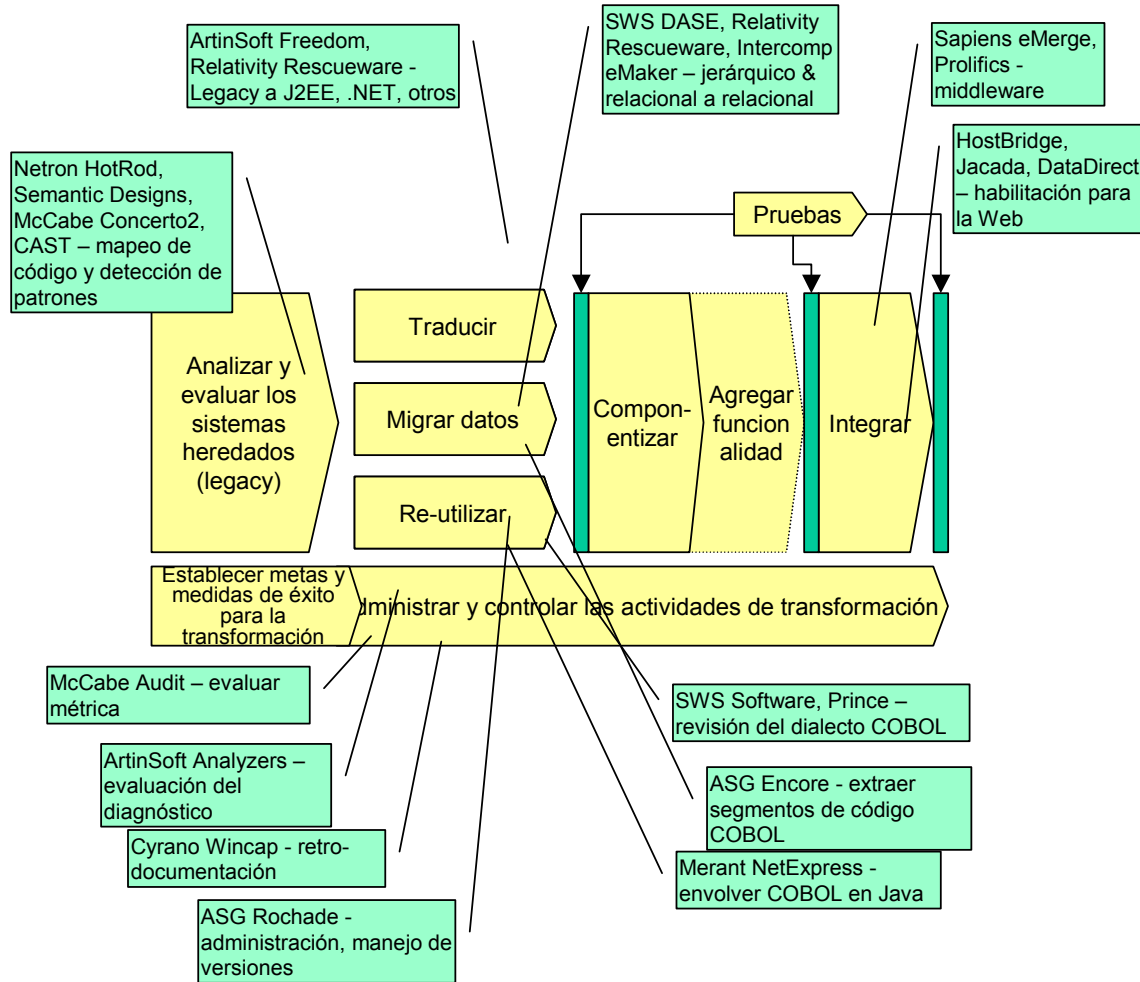 ArtinSoft Freedom,
Relativity Rescueware -
Legacy a J2EE, .NET, otros
SWS DASE, Relativity
Rescueware, Intercomp
eMaker – jerárquico &
relacional a relacional
Sapiens eMerge,
Prolifics -
middleware
HostBridge,
Jacada, DataDirect
– habilitación para
la Web
Netron HotRod,
Semantic Designs,
McCabe Concerto2,
CAST – mapeo de
código y detección de
patrones
Pruebas
Analizar y
evaluar los
sistemas
heredados
(legacy)
Traducir
Migrar datos
Re-utilizar
Compon-
entizar
Agregar
funcion
alidad
Integrar
Establecer metas y
medidas de éxito
para la
transformación
dministrar y controlar las actividades de transformación
McCabe Audit – evaluar
métrica
ArtinSoft Analyzers –
evaluación del
diagnóstico
Cyrano Wincap - retro-
documentación
ASG Rochade -
administración, manejo de
versiones
SWS Software, Prince –
revisión del dialecto COBOL
ASG Encore - extraer
segmentos de código
COBOL
Merant NetExpress -
envolver COBOL en Java